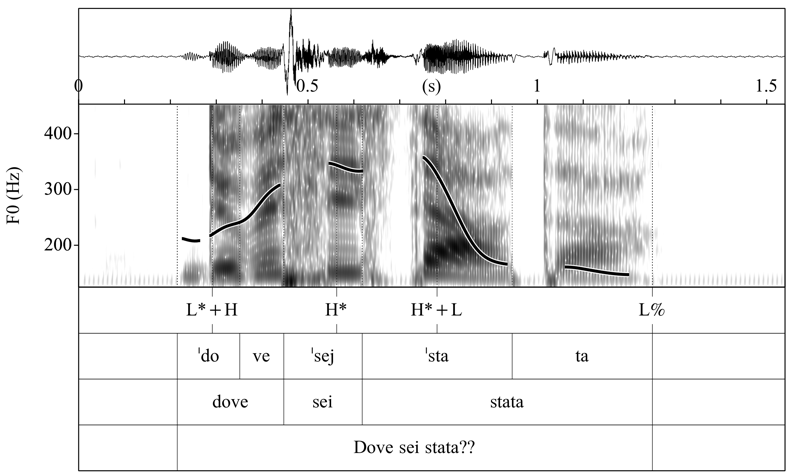 0 0.5 (s) 1 1.5
400
300
200
F0 (Hz)
L* + H H* H* + L L%
ˈdo ve ˈsej ˈsta ta
dove sei stata
Dove sei stata??